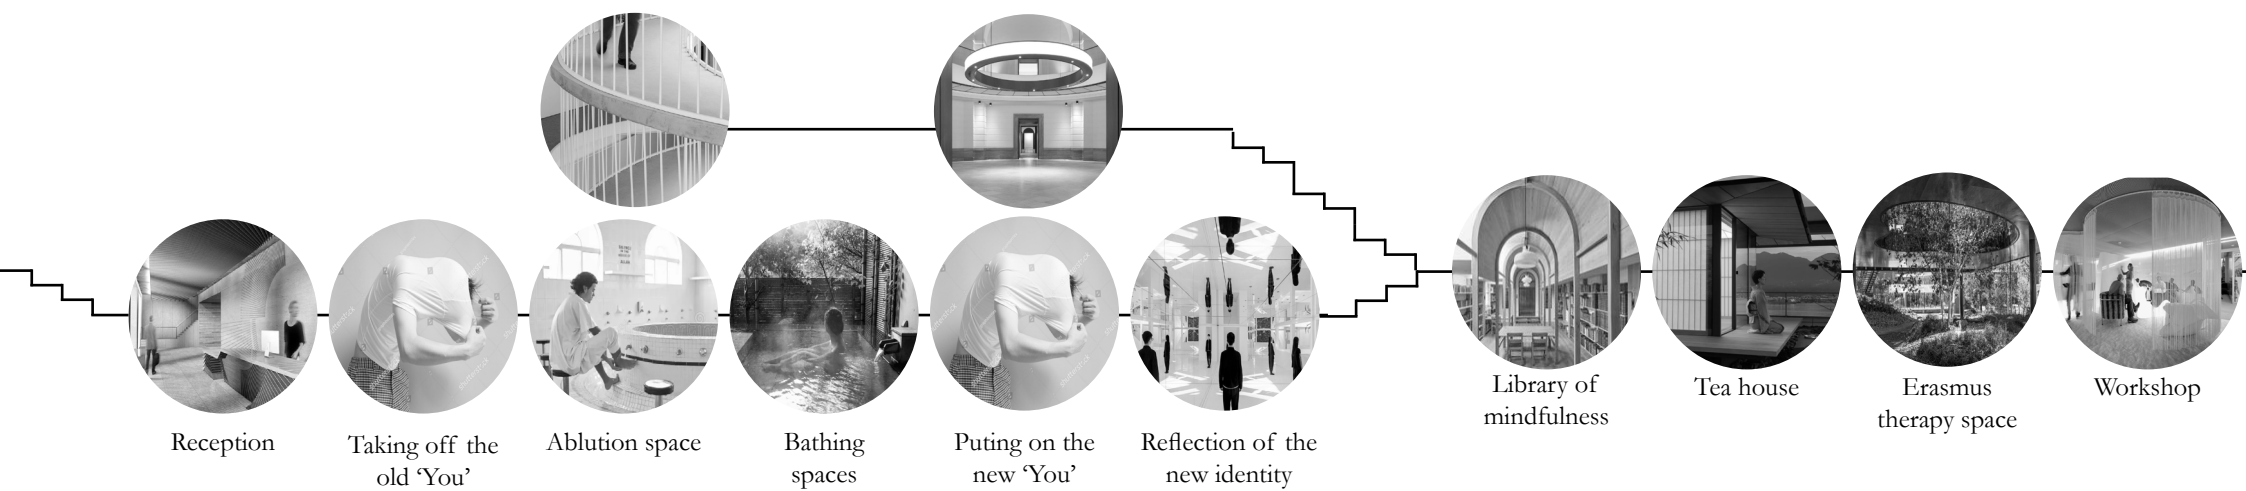 Reception
Taking off the
old ‘You’
Ablution space
Bathing
spaces
Puting on the
new ‘You’
Reflection of the
new identity
Library of
mindfulness
Tea house
Erasmus
therapy space
Workshop